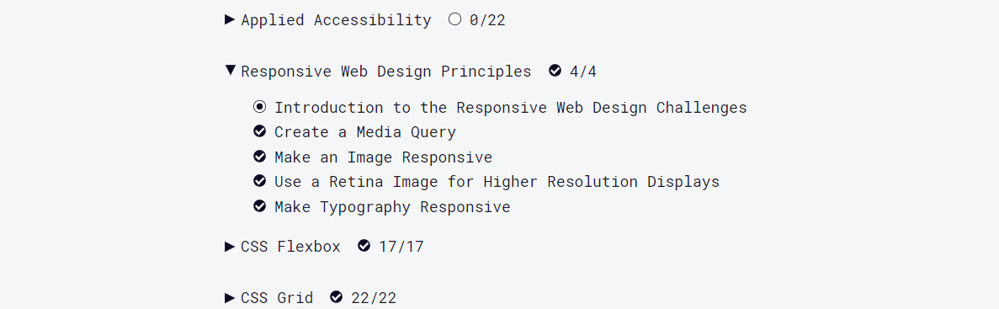 Applied Accessibility 0/22
Responsive Web Design Principles 4/4
Introduction to the Responsive Web Design Challenges
Create a Media Query
Make an Image Responsive
Use a Retina Image for Higher Resolution Displays
Make Typography Responsive
CSS Flexbox 17/17
CSS Grid 22/22